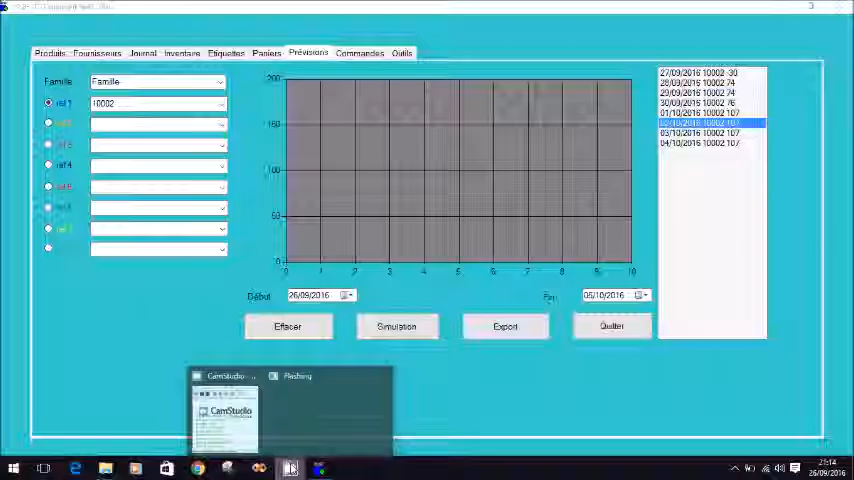 Produits Fournisseurs Journal Inventaire Etiquettes Paniers Prévisions Commandes Outils
Famille Famille
ref 1 10002
ref 4
200
150
100
50
0
0 1 2 3 4 5 6 7 8 9 10
Début 26/09/2016
Fin 05/10/2016
Effacer Simulation Export Quitter
27/09/2016 10002 -30
28/09/2016 10002 74
29/09/2016 10002 74
30/09/2016 10002 76
01/10/2016 10002 107
02/10/2016 10002 107
03/10/2016 10002 107
04/10/2016 10002 107
CamStudio - ... Flashing
CamStudio
21:14
26/09/2016